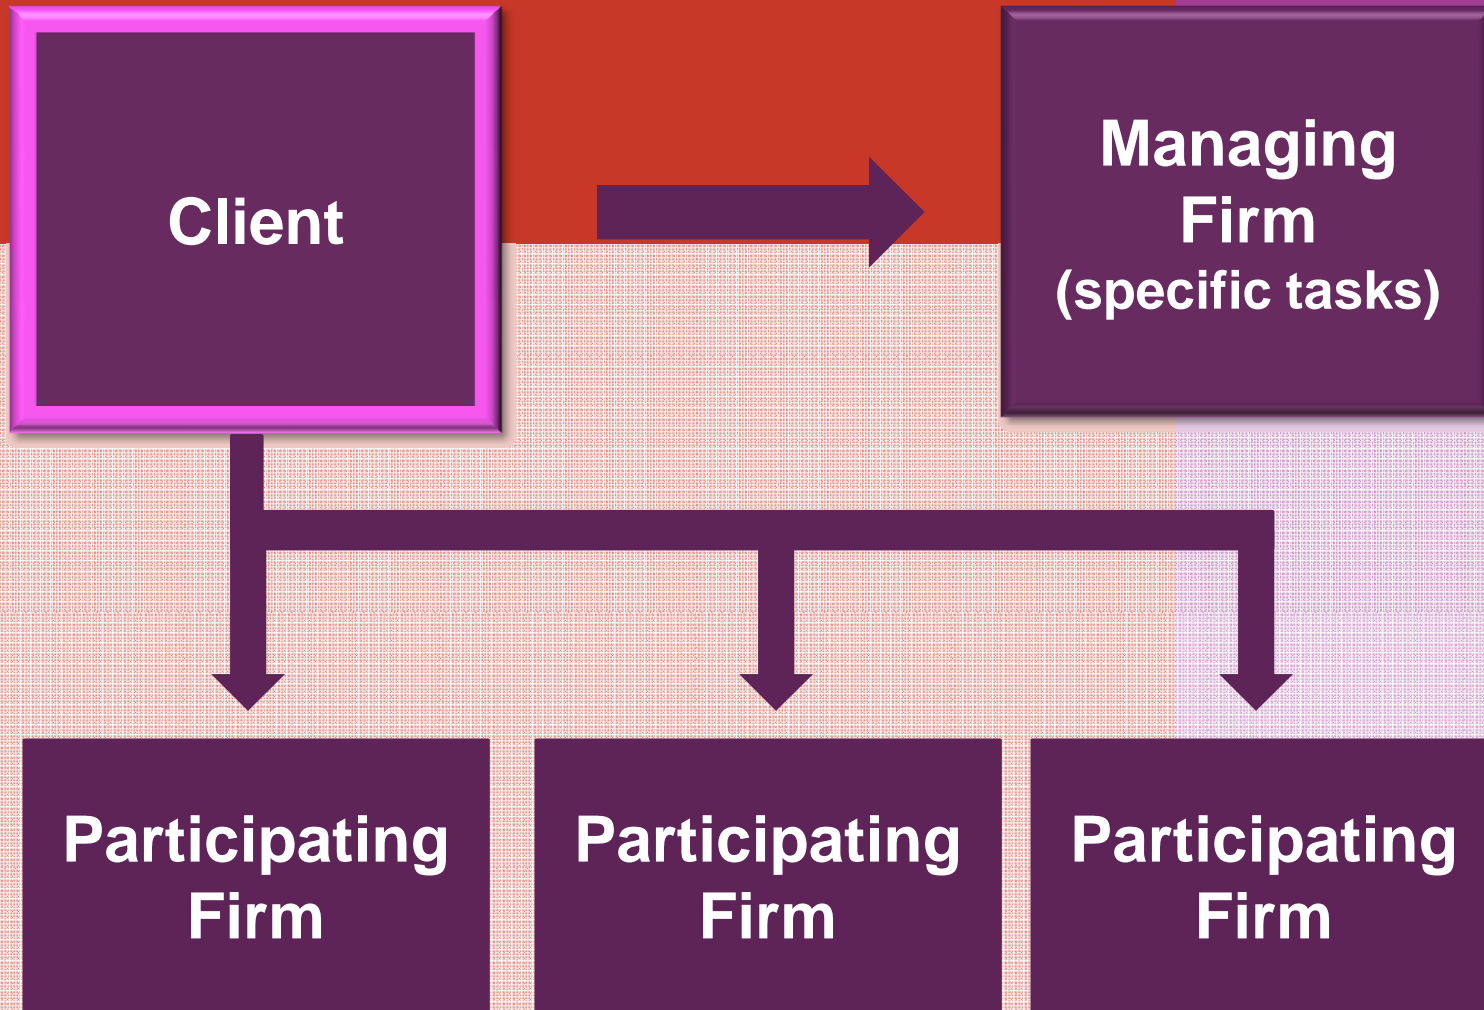 Client
Managing
Firm
(specific tasks)
Participating
Firm
Participating
Firm
Participating
Firm